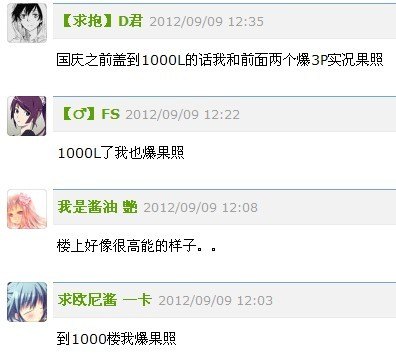 【求抱】D君 2012/09/09 12:35
国庆之前盖到1000L的话我和前面两个爆3P实况果照
【♂】FS 2012/09/09 12:22
1000L了我也爆果照
我是酱油 艷 2012/09/09 12:08
楼上好像很高能的样子。。
求欧尼酱 一卡 2012/09/09 12:03
到1000楼我爆果照